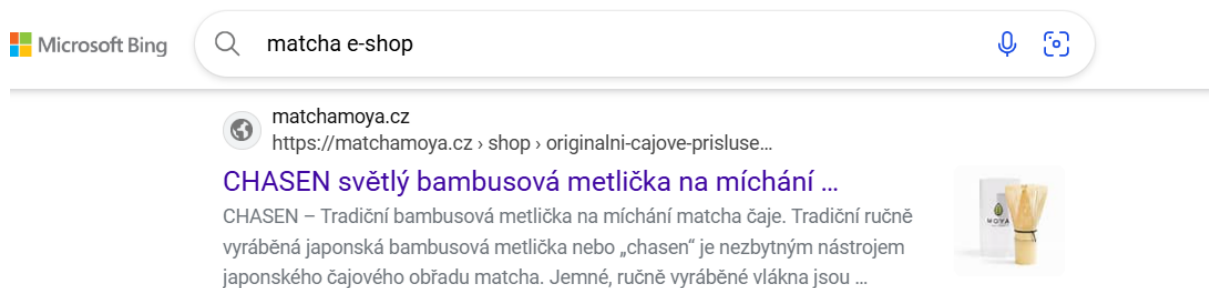 Microsoft Bing
matcha e-shop
matchamoya.cz
https://matchamoya.cz › shop › originalni-cajove-prisluse...
CHASEN světlý bambusová metlička na míchání ...
CHASEN – Tradiční bambusová metlička na míchání matcha čaje. Tradiční ručně
vyráběná japonská bambusová metlička nebo „chasen“ je nezbytným nástrojem
japonského čajového obřadu matcha. Jemné, ručně vyráběné vlákna jsou ...
MOYA